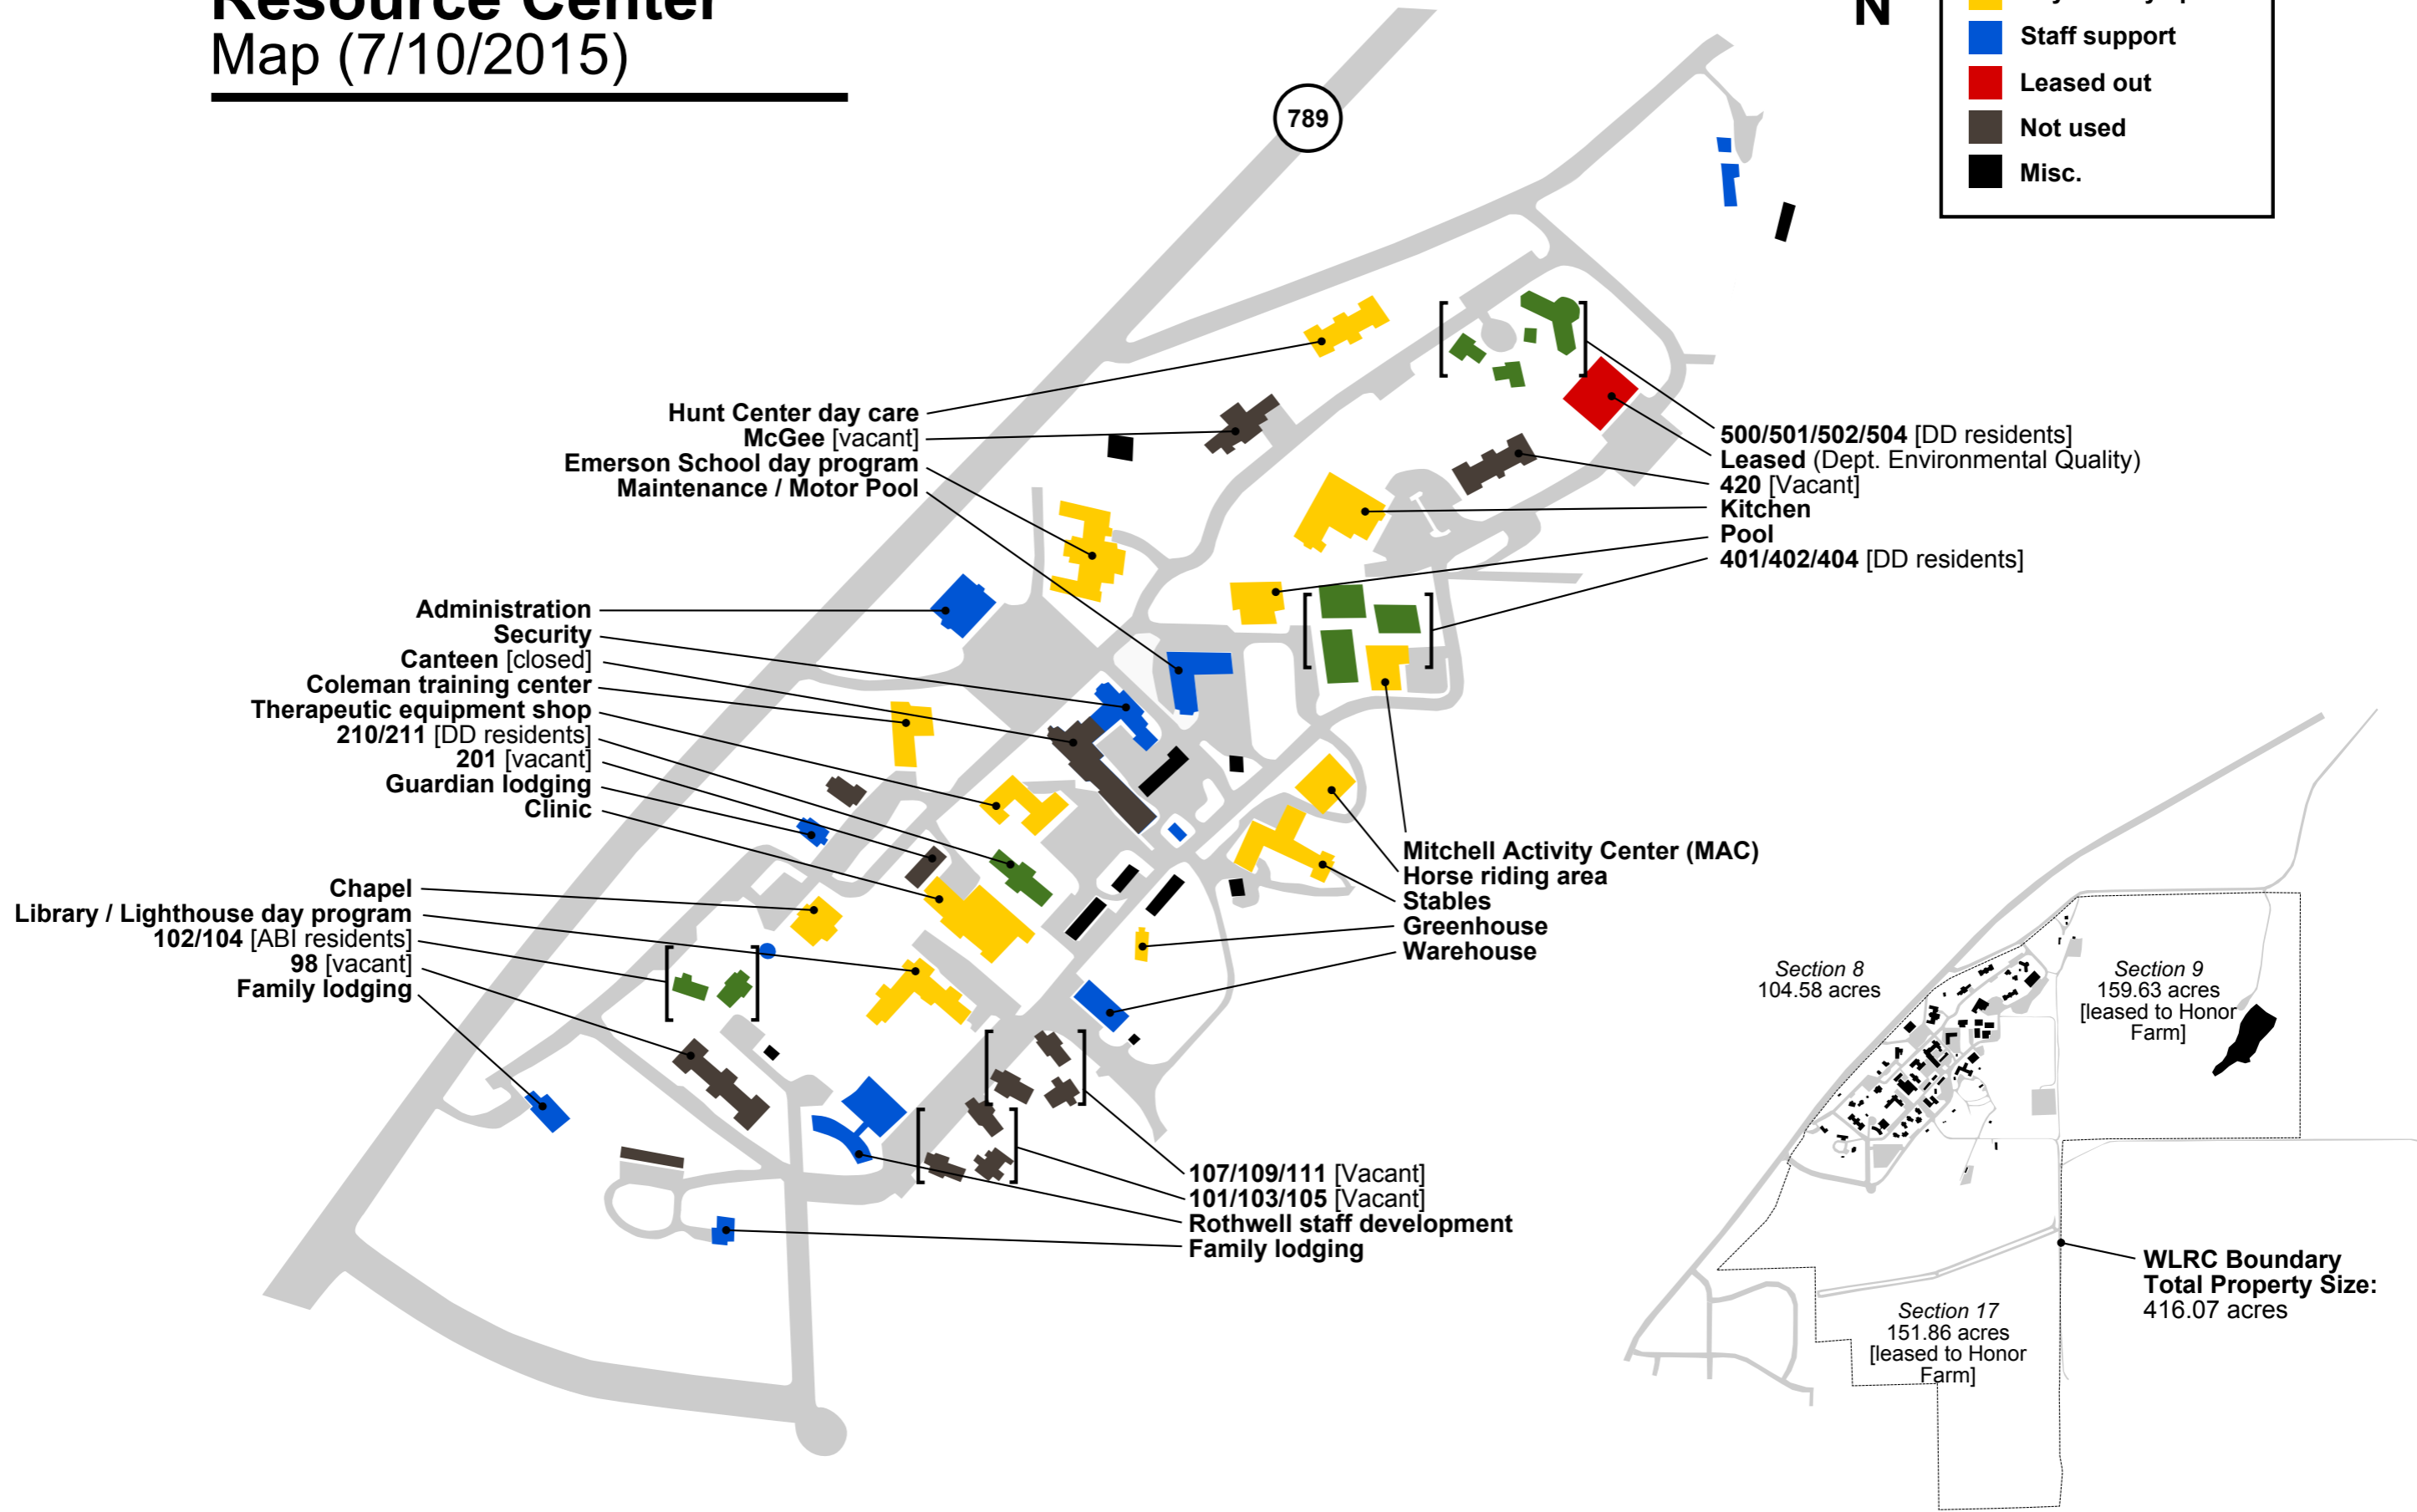 Resource Center
Map (7/10/2015)
N
Staff support
Leased out
Not used
Misc.
789
Hunt Center day care
McGee [vacant]
Emerson School day program
Maintenance / Motor Pool
500/501/502/504 [DD residents]
Leased (Dept. Environmental Quality)
420 [Vacant]
Kitchen
Pool
401/402/404 [DD residents]
Administration
Security
Canteen [closed]
Coleman training center
Therapeutic equipment shop
210/211 [DD residents]
201 [vacant]
Guardian lodging
Clinic
Mitchell Activity Center (MAC)
Horse riding area
Stables
Greenhouse
Warehouse
Chapel
Library / Lighthouse day program
102/104 [ABI residents]
98 [vacant]
Family lodging
107/109/111 [Vacant]
101/103/105 [Vacant]
Rothwell staff development
Family lodging
Section 8
104.58 acres
Section 9
159.63 acres
[leased to Honor
Farm]
Section 17
151.86 acres
[leased to Honor
Farm]
WLRC Boundary
Total Property Size:
416.07 acres